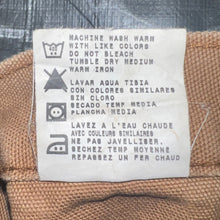 MACHINE WASH WARM
WITH LIKE COLORS
DO NOT BLEACH
TUMBLE DRY MEDIUM
WARM IRON
LAVAR AQUA TIBIA
CON COLORES SIMILARES
SIN CLORO
SECADO TEMP MEDIA
PLANCHA MEDIA
LAVEZ A L'EAU CHAUDE
AVEC COULEURS SIMILAIRES
NE PAS JAVELLISER.
SECHEZ TEMP MOYENNE
REPASSEZ UN PER CHAUD